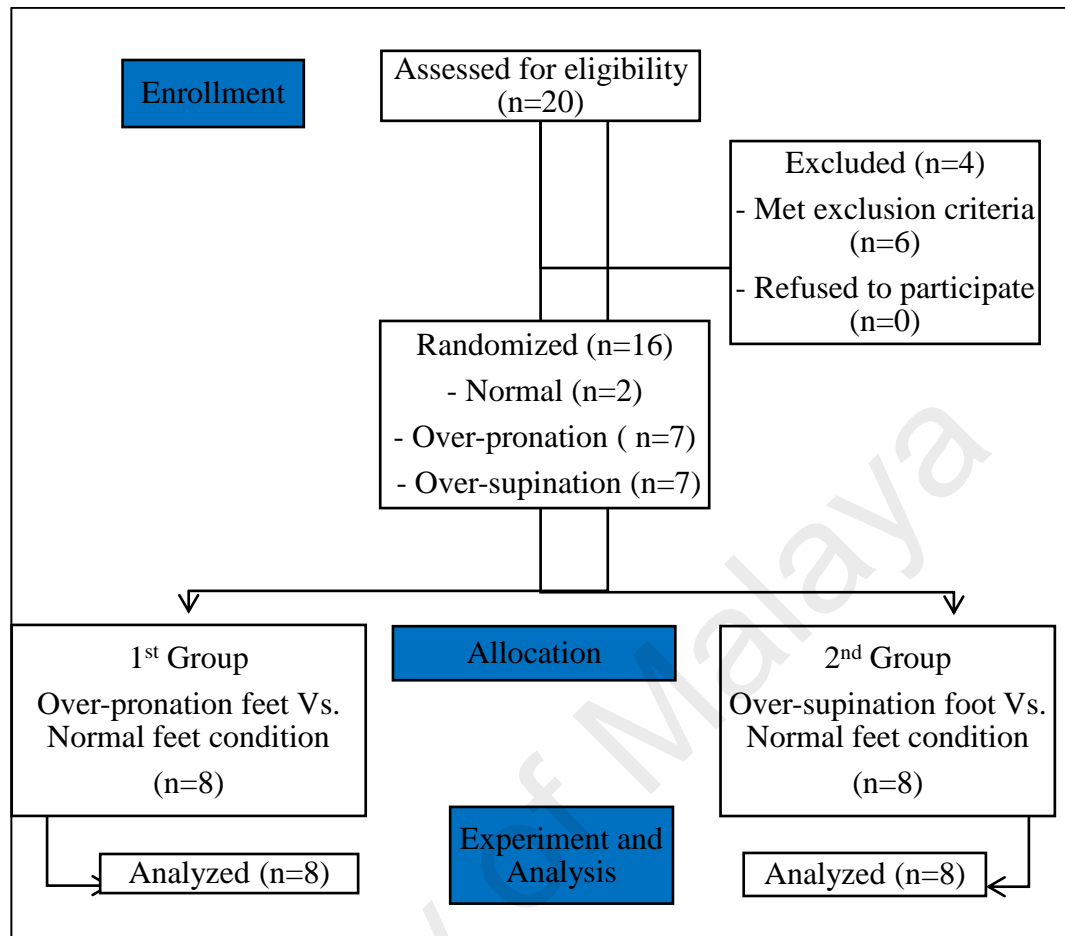 Enrollment
Assessed for eligibility
(n=20)
Excluded (n=4)
- Met exclusion criteria
(n=6)
- Refused to participate
(n=0)
Randomized (n=16)
- Normal (n=2)
- Over-pronation ( n=7)
- Over-supination (n=7)
1st Group
Over-pronation feet Vs.
Normal feet condition
(n=8)
Allocation
2nd Group
Over-supination foot Vs.
Normal feet condition
(n=8)
Experiment and
Analysis
Analyzed (n=8)
Analyzed (n=8)
y of Malaya